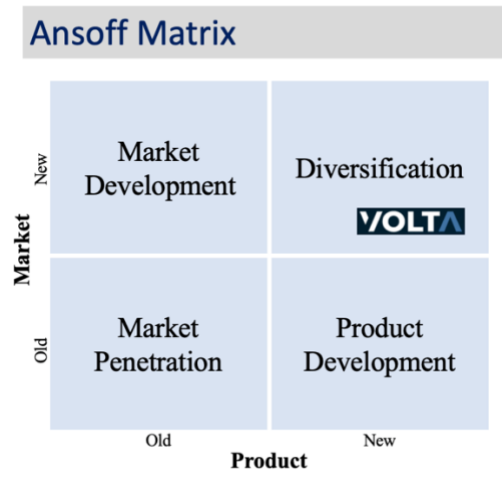 Ansoff Matrix
Market
Development
Diversification
VOLTA
New
Market
Old
Market
Penetration
Product
Development
Old
New
Product